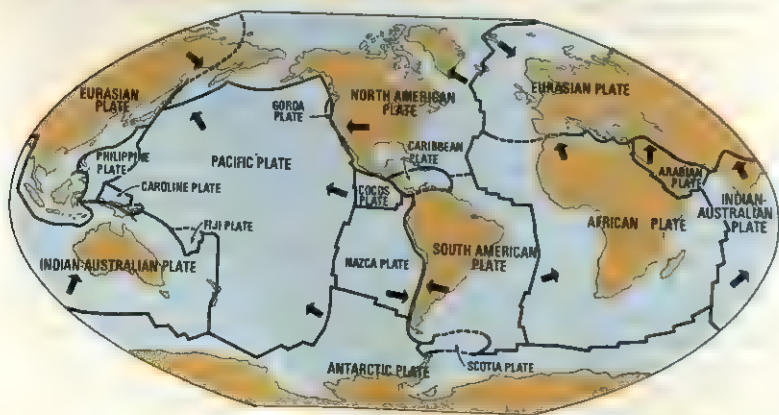 EURASIAN
PLATE
GORDA
PLATE
NORTH AMERICAN
PLATE
EURASIAN PLATE
PHILIPPINE
PLATE
PACIFIC PLATE
CARIBBEAN
PLATE
CAROLINE PLATE
COCOS
PLATE
ARABIAN
PLATE
INDIAN-
AUSTRALIAN
PLATE
FIJI PLATE
AFRICAN PLATE
INDIAN-AUSTRALIAN PLATE
NAZCA PLATE
SOUTH AMERICAN
PLATE
ANTARCTIC PLATE
SCOTIA PLATE